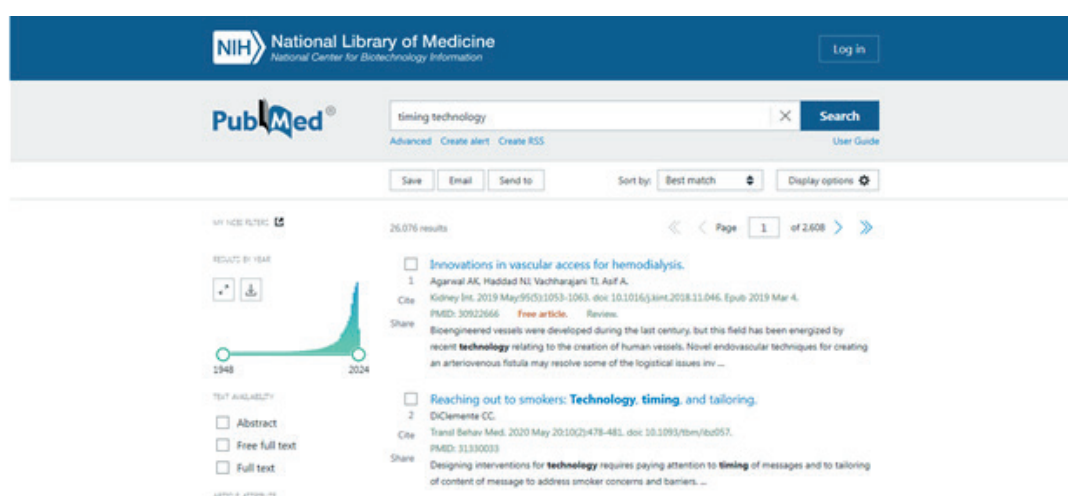 NIH National Library of Medicine
National Center for Biotechnology Information
Log in
PubMed®
timing technology
Search
Advanced Create alert Create RSS
User Guide
Save Email Send to
Sort by: Best match
Display options
MY NCBI FILTERS
26,076 results
Page 1 of 2,608
RESULTS BY YEAR
1948 2024
TEXT AVAILABILITY
Abstract
Free full text
Full text
ARTICLE ATTRIBUTE
1
Cite
Share
Innovations in vascular access for hemodialysis.
Agarwal AK, Haddad NJ, Vachharajani TJ, Asif A.
Kidney Int. 2019 May;95(5):1053-1063. doi: 10.1016/j.kint.2018.11.046. Epub 2019 Mar 4.
PMID: 30922666 Free article. Review.
Bioengineered vessels were developed during the last century, but this field has been energized by
recent technology relating to the creation of human vessels. Novel endovascular techniques for creating
an arteriovenous fistula may resolve some of the logistical issues inv ...
2
Cite
Share
Reaching out to smokers: Technology, timing, and tailoring.
DiClemente CC.
Transl Behav Med. 2020 May 20;10(2):478-481. doi: 10.1093/tbm/ibz057.
PMID: 31330033
Designing interventions for technology requires paying attention to timing of messages and to tailoring
of content of message to address smoker concerns and barriers. ...